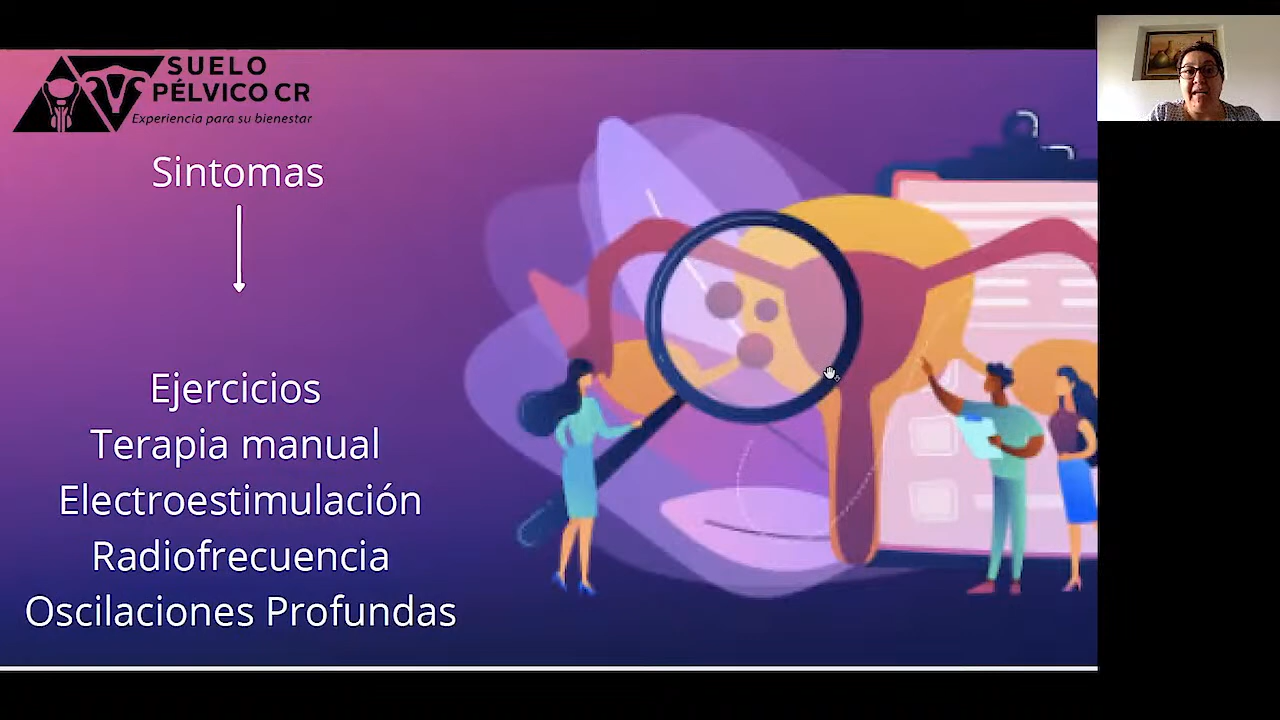 SUELO
PÉLVICO CR
Experiencia para su bienestar
Sintomas
Ejercicios
Terapia manual
Electroestimulación
Radiofrecuencia
Oscilaciones Profundas